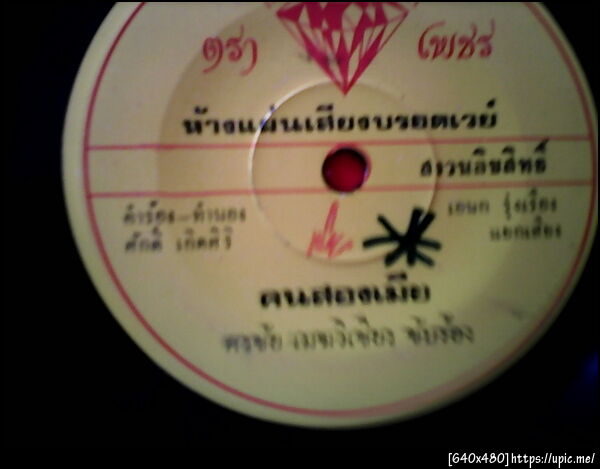 ตรา เพชร
ห้างแผ่นเสียงบรอดเวย์
สงวนลิขสิทธิ์
คำร้อง-ทำนอง
ศักดิ์ เกิดศิริ
เอนก รุ่งเรือง
แยกเสียง
คนสองเมีย
ศรชัย เมฆวิเชียร ขับร้อง
[640x480]https://upic.me/